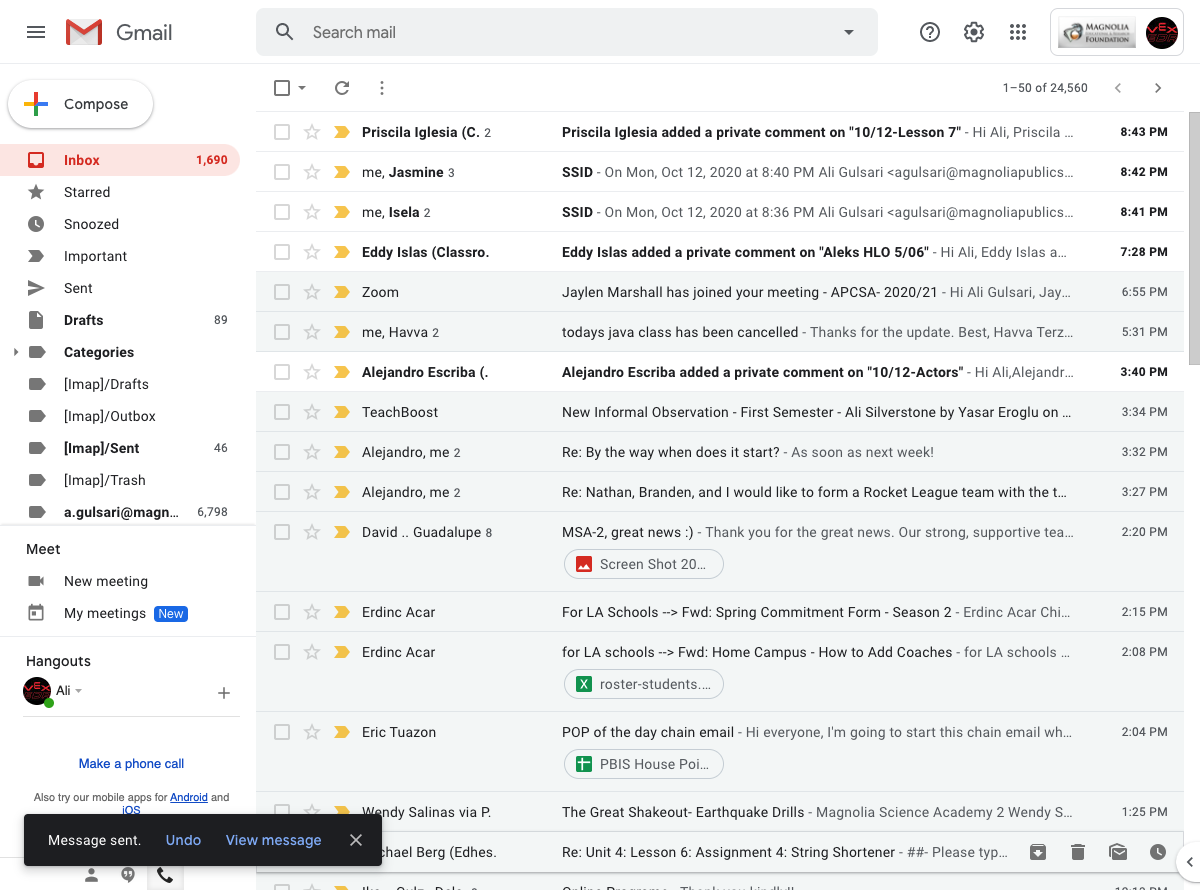 Gmail
Search mail
MAGNOLIA
FOUNDATION
Compose
1–50 of 24,560
Inbox 1,690
Starred
Snoozed
Important
Sent
Drafts 89
Categories
[Imap]/Drafts
[Imap]/Outbox
[Imap]/Sent 46
[Imap]/Trash
a.gulsari@magn... 6,798
Meet
New meeting
My meetings New
Hangouts
Ali
Make a phone call
Also try our mobile apps for Android and
iOS
Message sent. Undo View message
Priscila Iglesia (C. 2 Priscila Iglesia added a private comment on "10/12-Lesson 7" - Hi Ali, Priscila ... 8:43 PM
me, Jasmine 3 SSID - On Mon, Oct 12, 2020 at 8:40 PM Ali Gulsari <agulsari@magnoliapublics... 8:42 PM
me, Isela 2 SSID - On Mon, Oct 12, 2020 at 8:36 PM Ali Gulsari <agulsari@magnoliapublics... 8:41 PM
Eddy Islas (Classro. Eddy Islas added a private comment on "Aleks HLO 5/06" - Hi Ali, Eddy Islas a... 7:28 PM
Zoom Jaylen Marshall has joined your meeting - APCSA- 2020/21 - Hi Ali Gulsari, Jay... 6:55 PM
me, Havva 2 todays java class has been cancelled - Thanks for the update. Best, Havva Terz... 5:31 PM
Alejandro Escriba (. Alejandro Escriba added a private comment on "10/12-Actors" - Hi Ali,Alejandr... 3:40 PM
TeachBoost New Informal Observation - First Semester - Ali Silverstone by Yasar Eroglu on ... 3:34 PM
Alejandro, me 2 Re: By the way when does it start? - As soon as next week! 3:32 PM
Alejandro, me 2 Re: Nathan, Branden, and I would like to form a Rocket League team with the t... 3:27 PM
David .. Guadalupe 8 MSA-2, great news :) - Thank you for the great news. Our strong, supportive tea... 2:20 PM
Screen Shot 20...
Erdinc Acar For LA Schools --> Fwd: Spring Commitment Form - Season 2 - Erdinc Acar Chi... 2:15 PM
Erdinc Acar for LA schools --> Fwd: Home Campus - How to Add Coaches - for LA schools ... 2:08 PM
roster-students....
Eric Tuazon POP of the day chain email - Hi everyone, I'm going to start this chain email wh... 2:04 PM
PBIS House Poi...
Wendy Salinas via P. The Great Shakeout- Earthquake Drills - Magnolia Science Academy 2 Wendy S... 1:25 PM
chael Berg (Edhes. Re: Unit 4: Lesson 6: Assignment 4: String Shortener - ##- Please typ...